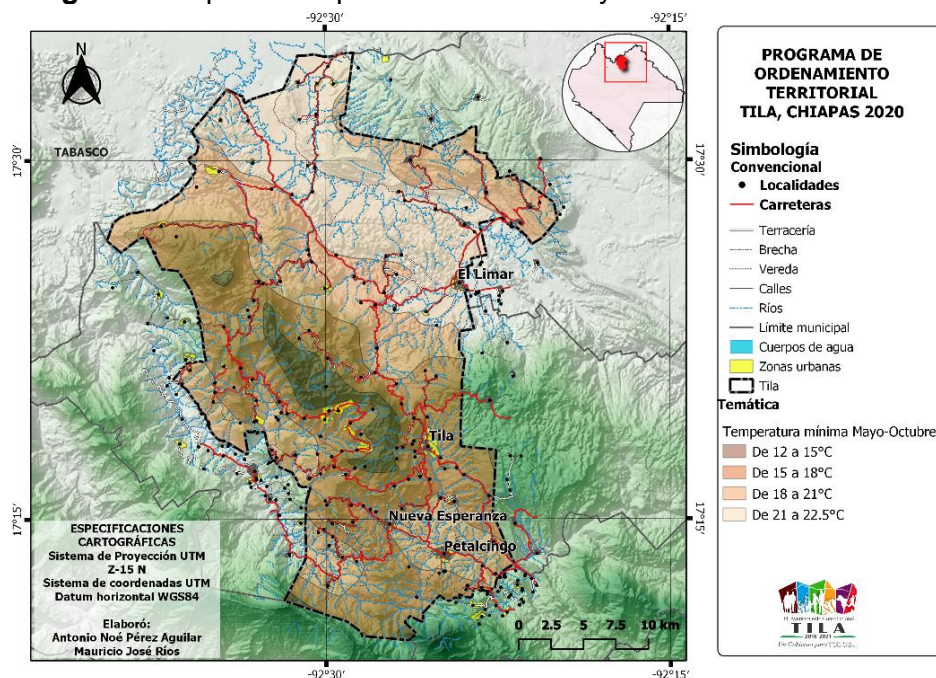 -92°30'
-92°15'
N
TABASCO
17°30'
17°30'
El Limar
Tila
Nueva Esperanza
Petalcingo
17°15'
17°15'
ESPECIFICACIONES
CARTOGRÁFICAS
Sistema de Proyección UTM
Z-15 N
Sistema de coordenadas UTM
Datum horizontal WGS84
Elaboró:
Antonio Noé Pérez Aguilar
Mauricio José Ríos
0 2.5 5 7.5 10 km
-92°30'
-92°15'
PROGRAMA DE
ORDENAMIENTO
TERRITORIAL
TILA, CHIAPAS 2020
Simbología
Convencional
Localidades
Carreteras
Terracería
Brecha
Vereda
Calles
Ríos
Límite municipal
Cuerpos de agua
Zonas urbanas
Tila
Temática
Temperatura mínima Mayo-Octubre
De 12 a 15°C
De 15 a 18°C
De 18 a 21°C
De 21 a 22.5°C
TILA
2018-2021